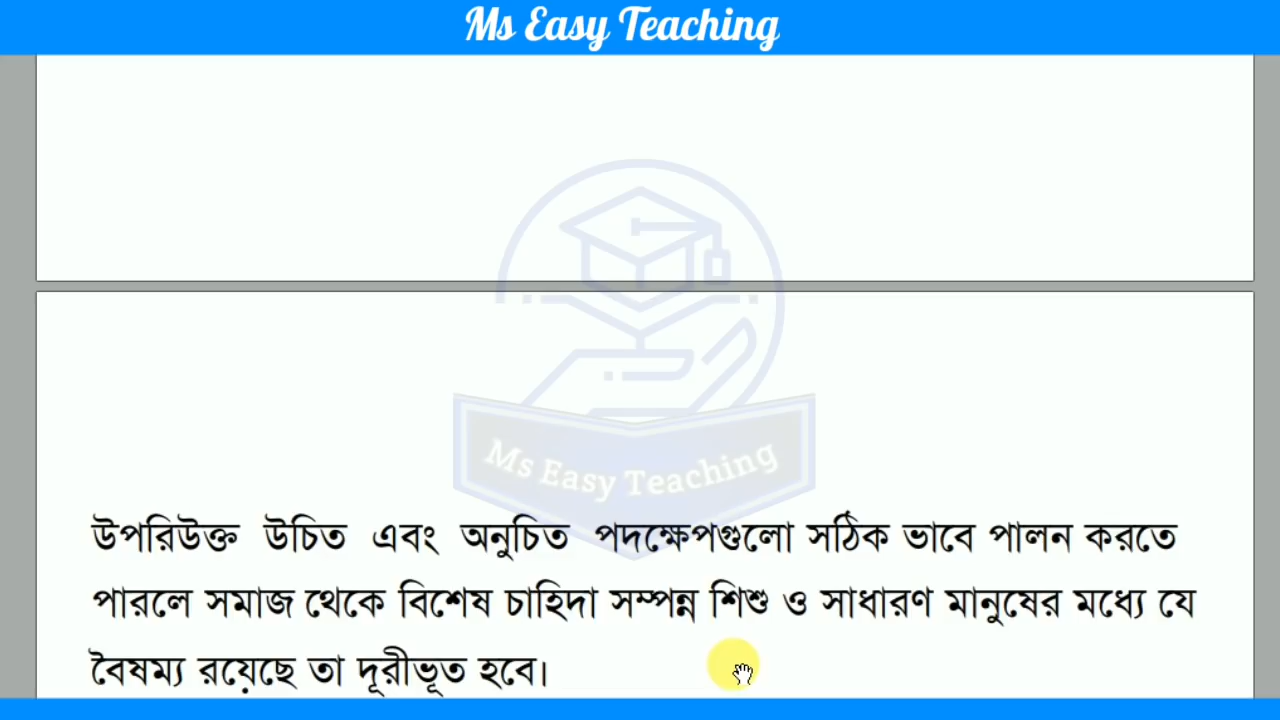 Ms Easy Teaching
Ms Easy Teaching
উপরিউক্ত উচিত এবং অনুচিত পদক্ষেপগুলো সঠিক ভাবে পালন করতে
পারলে সমাজ থেকে বিশেষ চাহিদা সম্পন্ন শিশু ও সাধারণ মানুষের মধ্যে যে
বৈষম্য রয়েছে তা দূরীভূত হবে।